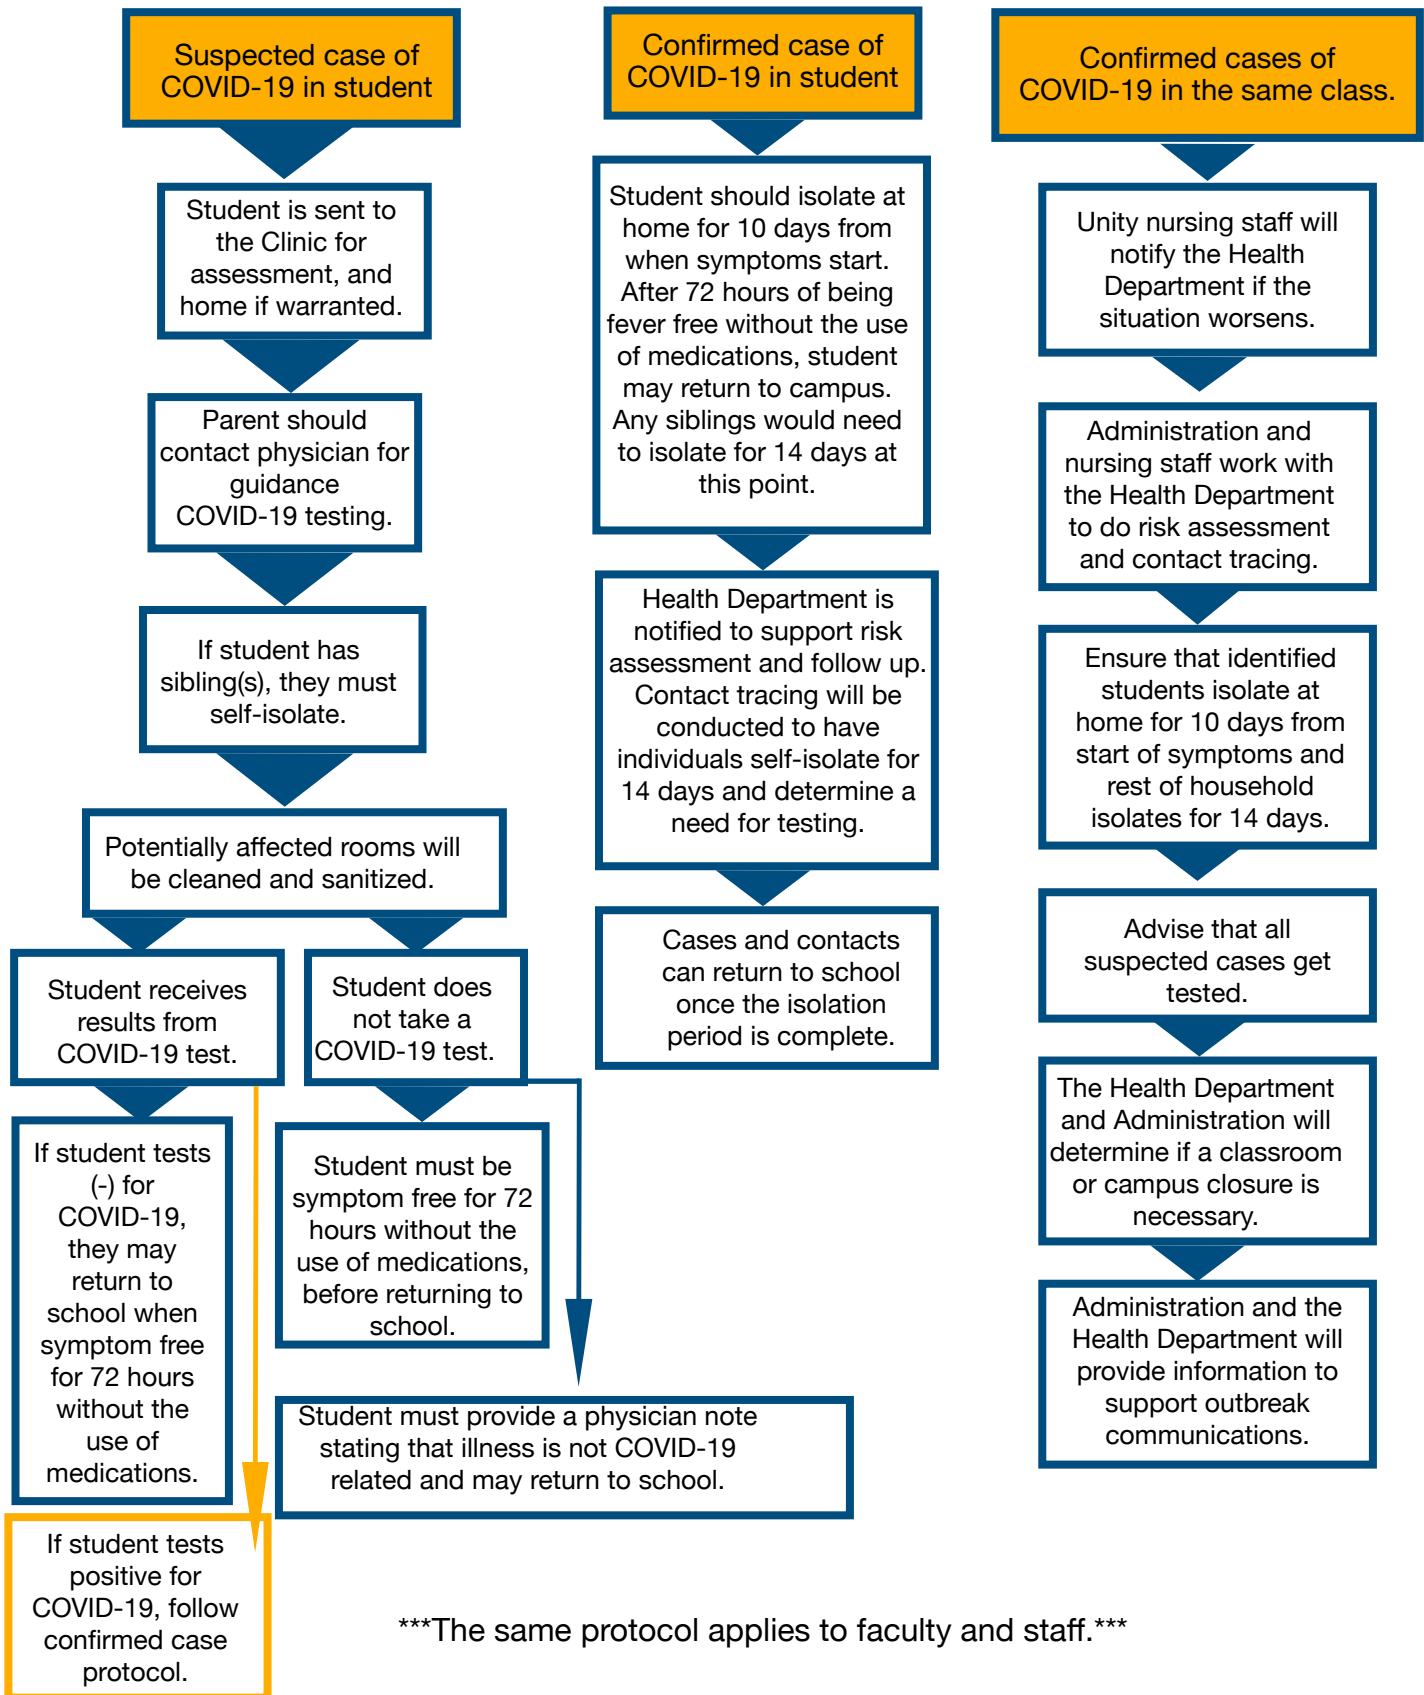 Suspected case of
COVID-19 in student
Student is sent to
the Clinic for
assessment, and
home if warranted.
Parent should
contact physician for
guidance
COVID-19 testing.
If student has
sibling(s), they must
self-isolate.
Potentially affected rooms will
be cleaned and sanitized.
Student receives
results from
COVID-19 test.
If student tests
(-) for
COVID-19,
they may
return to
school when
symptom free
for 72 hours
without the
use of
medications.
If student tests
positive for
COVID-19, follow
confirmed case
protocol.
Student does
not take a
COVID-19 test.
Student must be
symptom free for 72
hours without the
use of medications,
before returning to
school.
Student must provide a physician note
stating that illness is not COVID-19
related and may return to school.
Confirmed case of
COVID-19 in student
Student should isolate at
home for 10 days from
when symptoms start.
After 72 hours of being
fever free without the use
of medications, student
may return to campus.
Any siblings would need
to isolate for 14 days at
this point.
Health Department is
notified to support risk
assessment and follow up.
Contact tracing will be
conducted to have
individuals self-isolate for
14 days and determine a
need for testing.
Cases and contacts
can return to school
once the isolation
period is complete.
Confirmed cases of
COVID-19 in the same class.
Unity nursing staff will
notify the Health
Department if the
situation worsens.
Administration and
nursing staff work with
the Health Department
to do risk assessment
and contact tracing.
Ensure that identified
students isolate at
home for 10 days from
start of symptoms and
rest of household
isolates for 14 days.
Advise that all
suspected cases get
tested.
The Health Department
and Administration will
determine if a classroom
or campus closure is
necessary.
Administration and the
Health Department will
provide information to
support outbreak
communications.
***The same protocol applies to faculty and staff.***